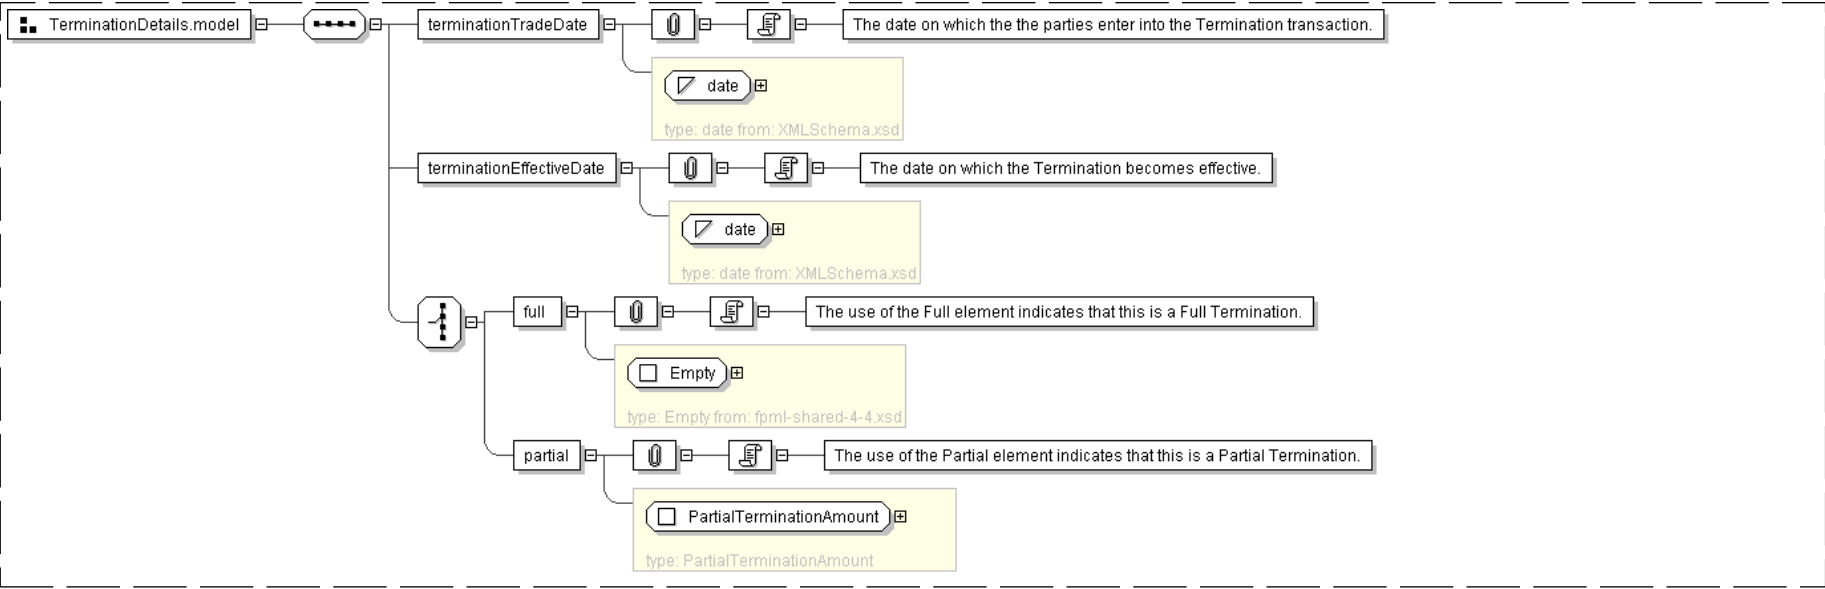 TerminationDetails.model
terminationTradeDate
The date on which the the parties enter into the Termination transaction.
date
type: date from: XMLSchema.xsd
terminationEffectiveDate
The date on which the Termination becomes effective.
date
type: date from: XMLSchema.xsd
full
The use of the Full element indicates that this is a Full Termination.
Empty
type: Empty from: fpml-shared-4-4.xsd
partial
The use of the Partial element indicates that this is a Partial Termination.
PartialTerminationAmount
type: PartialTerminationAmount